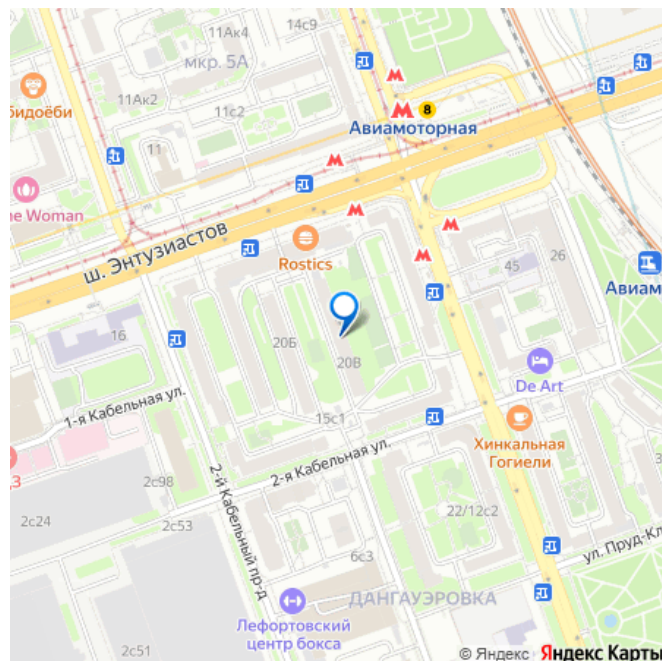 14с9
11Ак4
мкр. 5А
бидоёби
11Ак2
11с2
8
Авиамоторная
11
ne Woman
ш. Энтузиастов
Rostics
45
26
Авиам
16
20Б
20В
De Art
1-я Кабельная ул.
15с1
Хинкальная
Гогиели
2-я Кабельная ул.
2-й Кабельный пр-д
2с98
2с24
2с53
22/12с2
ул. Пруд-Кл
6с3
ДАНГАУЭРОВКА
Лефортовский
центр бокса
2с51
© Яндекс Яндекс Карты